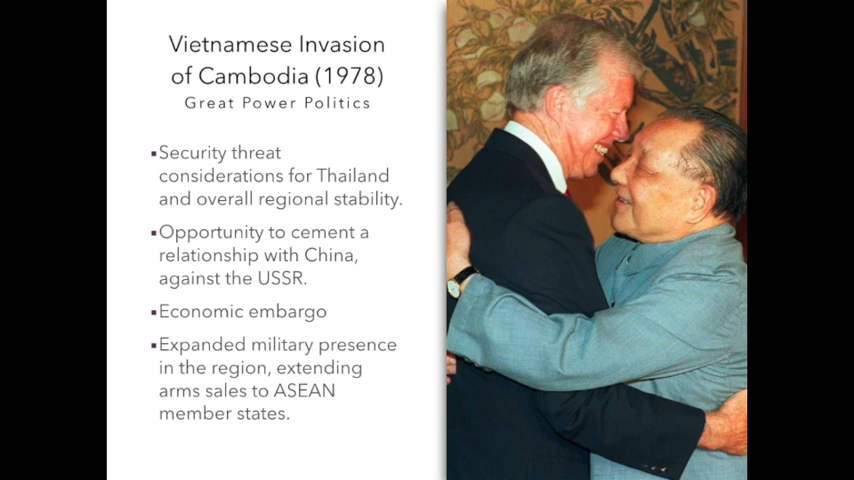 Vietnamese Invasion
of Cambodia (1978)
Great Power Politics
▪Security threat
considerations for Thailand
and overall regional stability.
▪Opportunity to cement a
relationship with China,
against the USSR.
▪Economic embargo
▪Expanded military presence
in the region, extending
arms sales to ASEAN
member states.